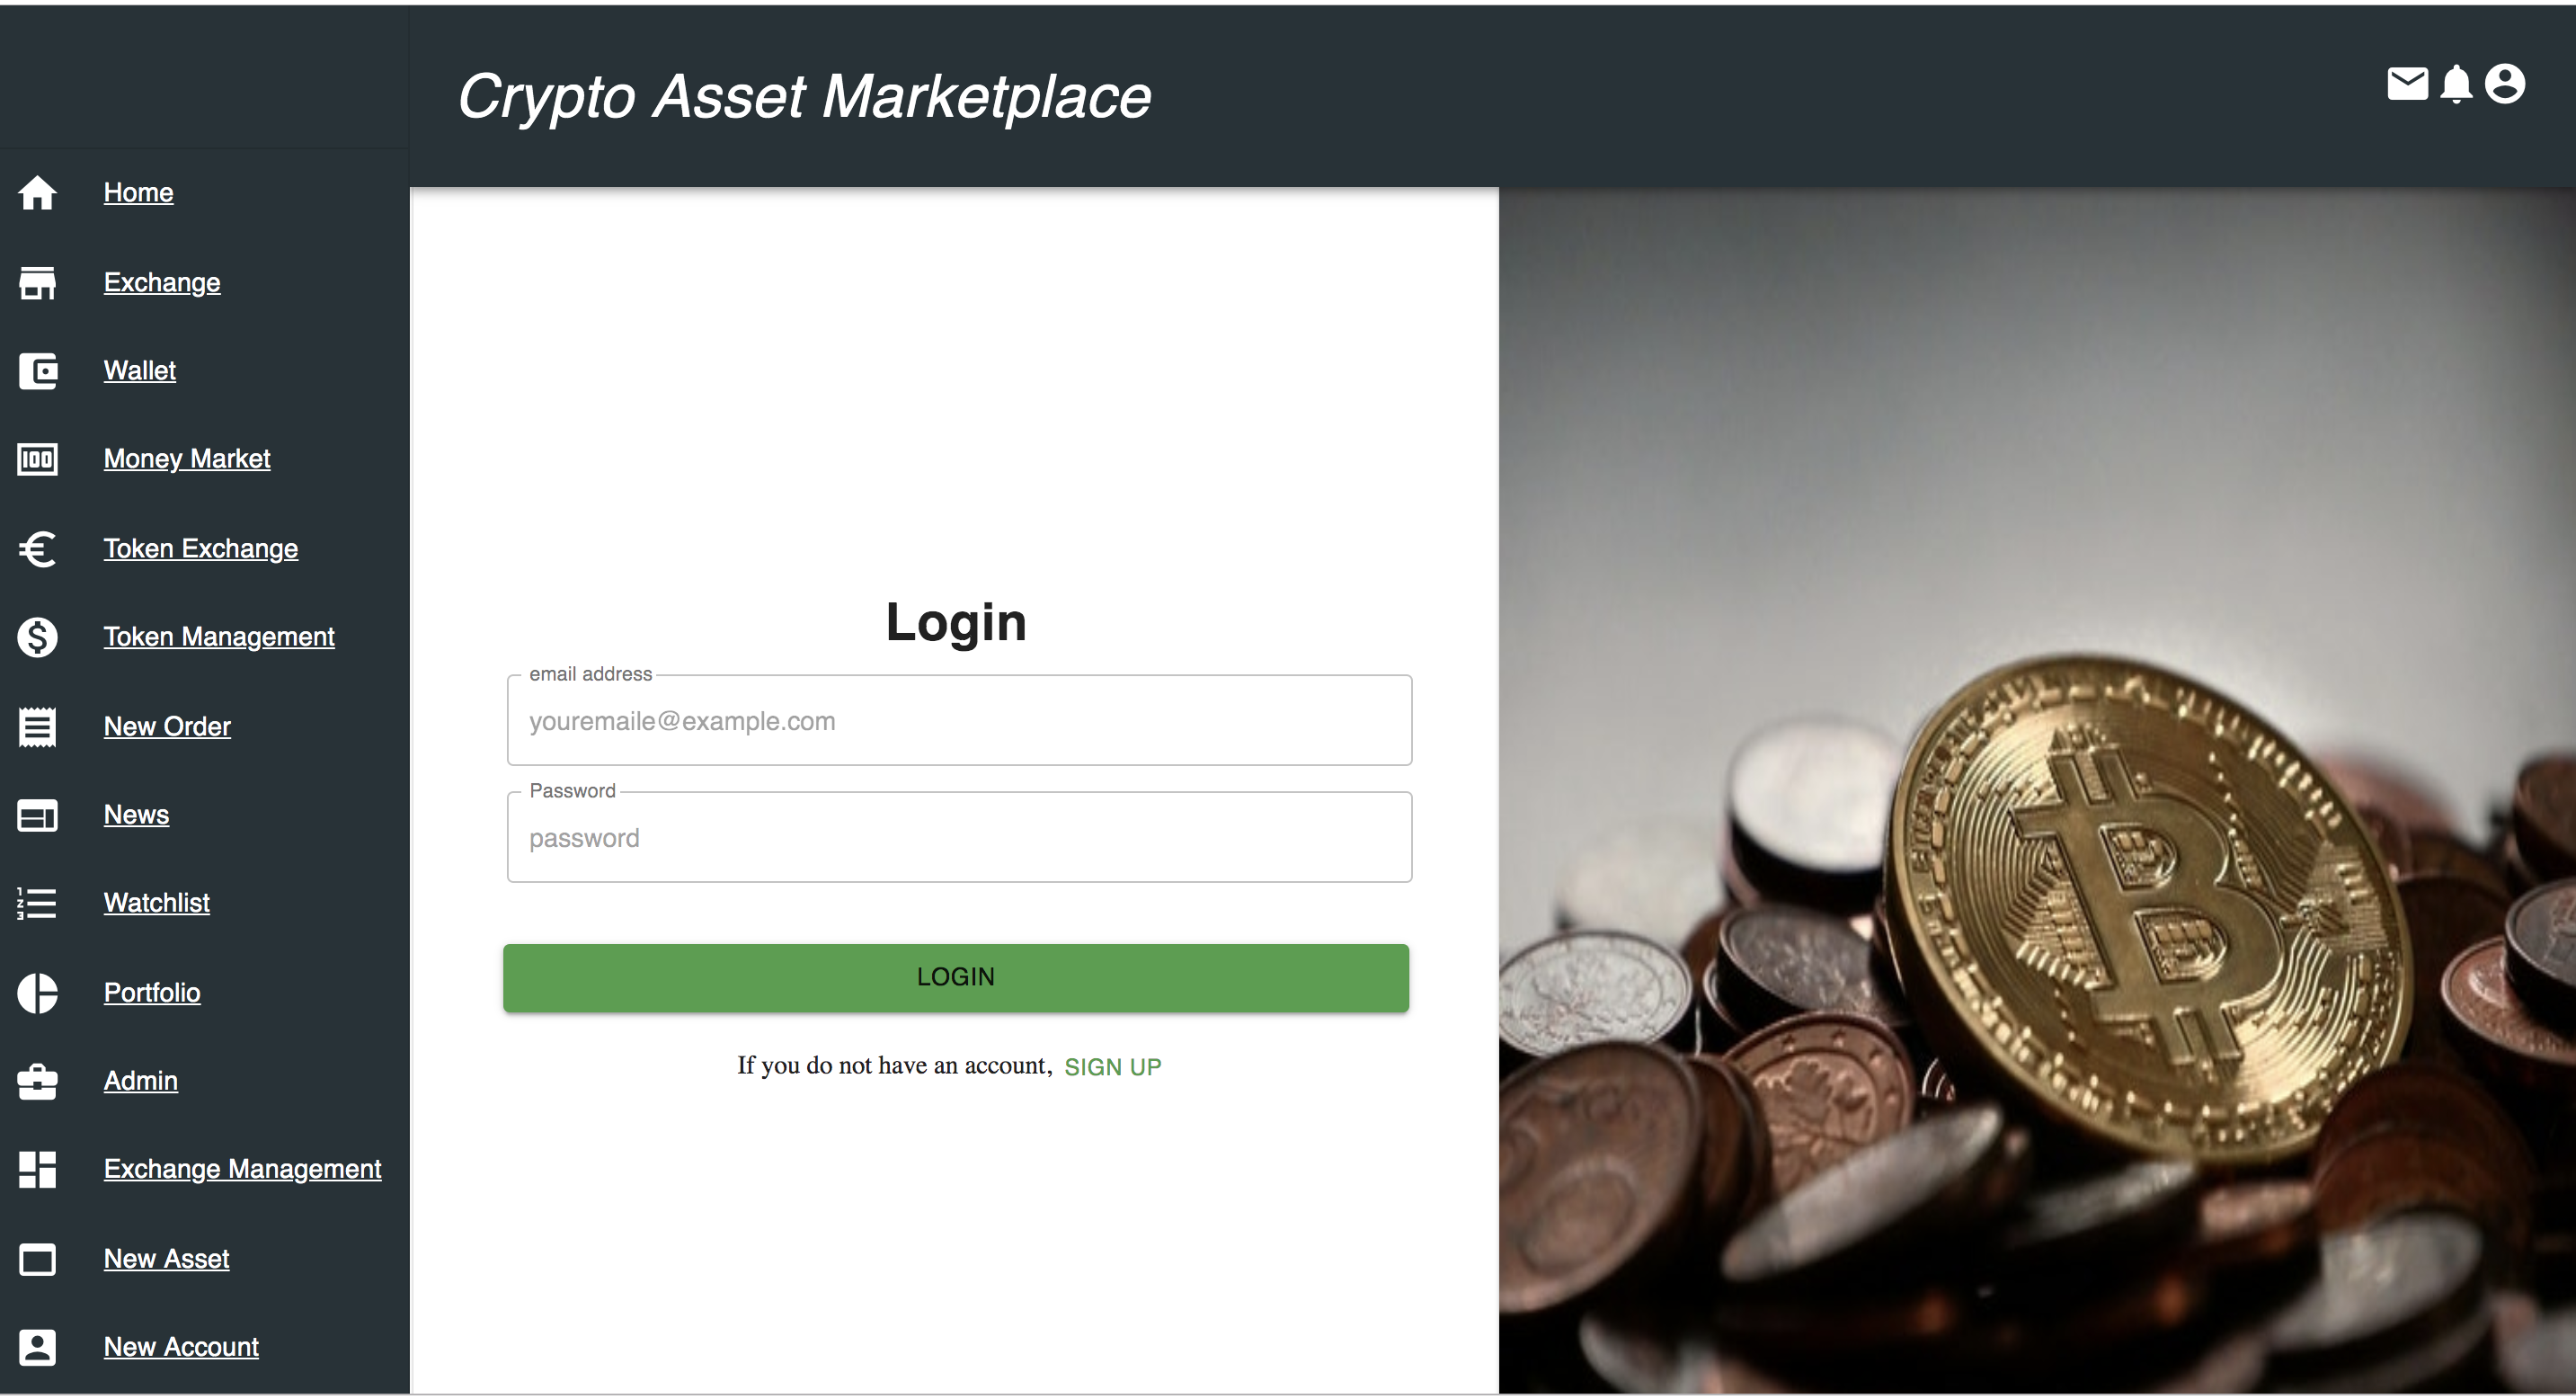 Crypto Asset Marketplace
Home
Exchange
Wallet
Money Market
Token Exchange
Token Management
New Order
News
Watchlist
Portfolio
Admin
Exchange Management
New Asset
New Account
Login
email address
youremaile@example.com
Password
password
LOGIN
If you do not have an account, SIGN UP